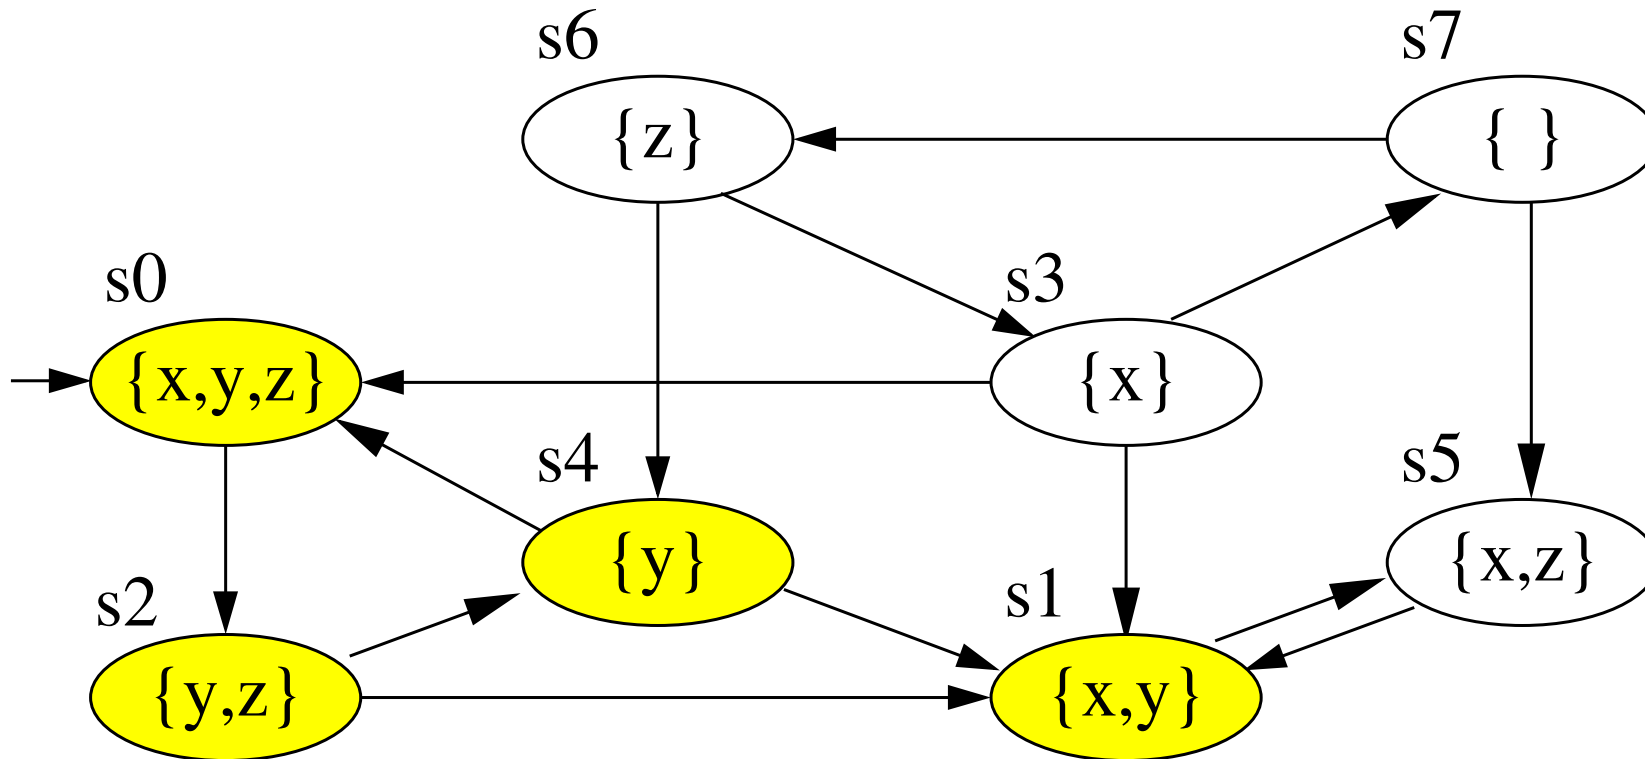 s6
s7
{z}
{ }
s0
s3
{x,y,z}
{x}
s4
s5
{y}
{x,z}
s2
s1
{y,z}
{x,y}